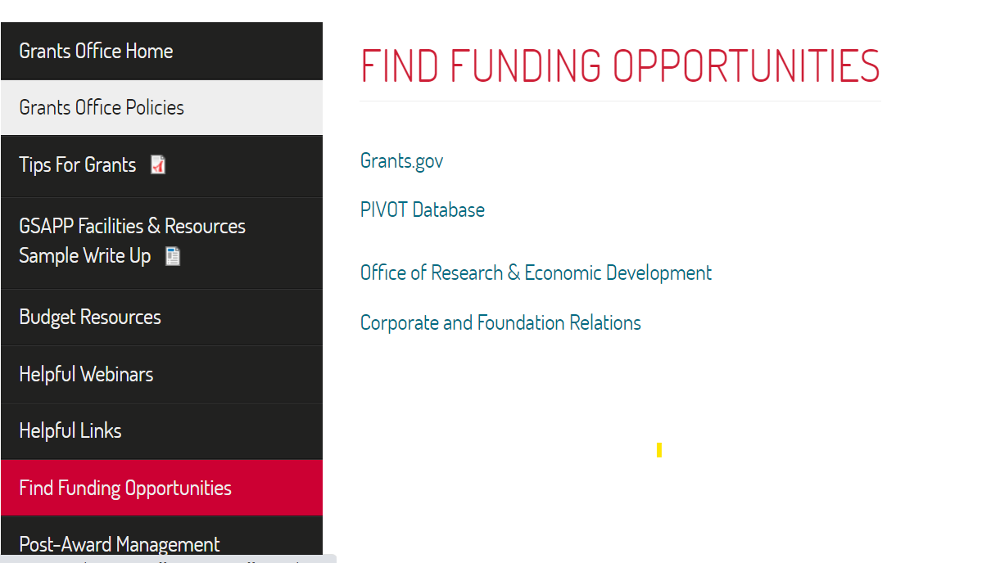 Grants Office Home
Grants Office Policies
Tips For Grants
GSAPP Facilities & Resources
Sample Write Up
Budget Resources
Helpful Webinars
Helpful Links
Find Funding Opportunities
Post-Award Management
FIND FUNDING OPPORTUNITIES
Grants.gov
PIVOT Database
Office of Research & Economic Development
Corporate and Foundation Relations